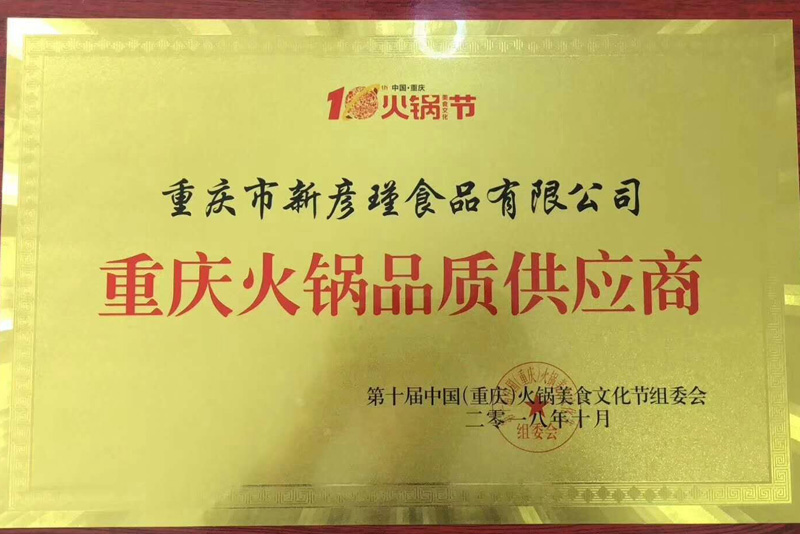 10th 中国·重庆
火锅美食文化节
重庆市新彦瑾食品有限公司
重庆火锅品质供应商
第十届中国(重庆)火锅美食文化节组委会
二零一八年十月
组委会